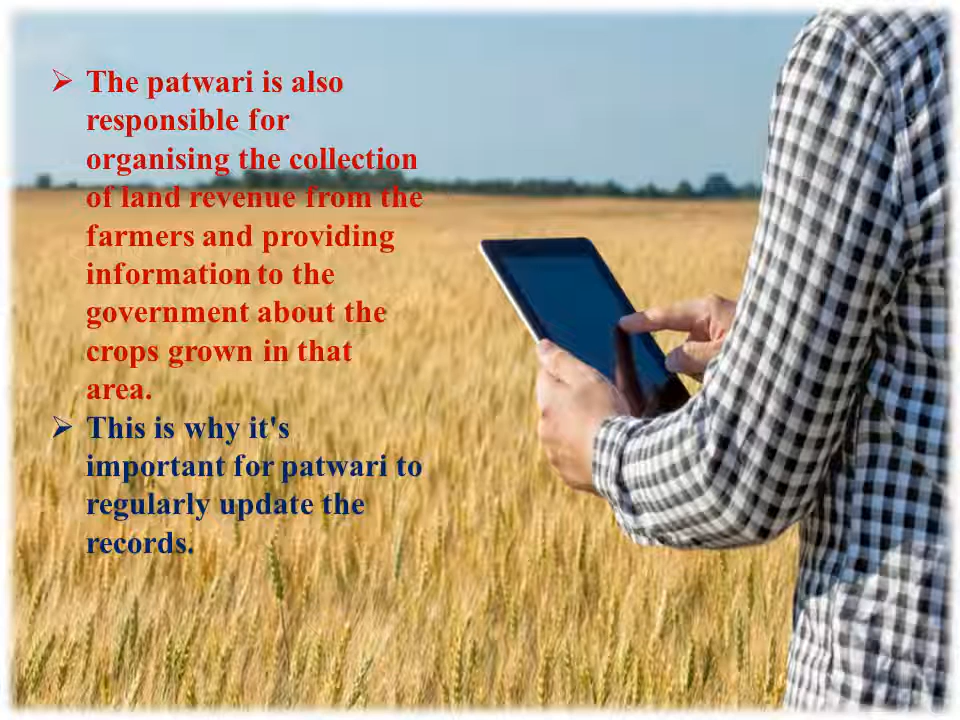 ➢ The patwari is also
responsible for
organising the collection
of land revenue from the
farmers and providing
information to the
government about the
crops grown in that
area.
➢ This is why it's
important for patwari to
regularly update the
records.